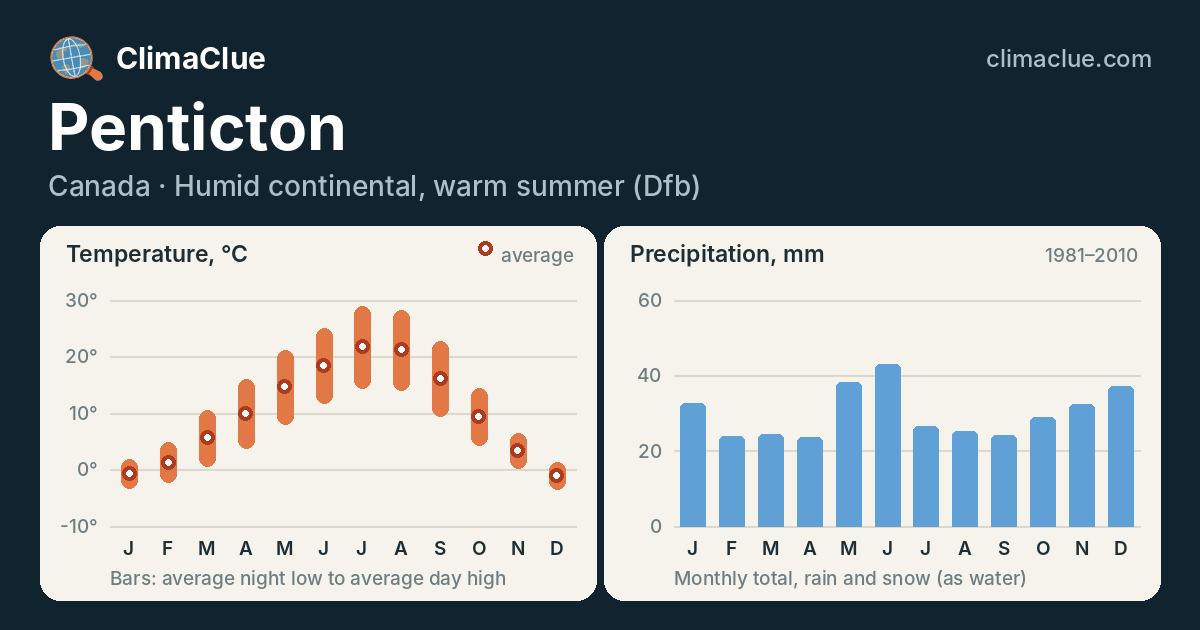 ClimaClue
climaclue.com
Penticton
Canada · Humid continental, warm summer (Dfb)
Temperature, °C
average
30°
20°
10°
0°
-10°
J F M A M J J A S O N D
Bars: average night low to average day high
Precipitation, mm
1981–2010
60
40
20
0
J F M A M J J A S O N D
Monthly total, rain and snow (as water)